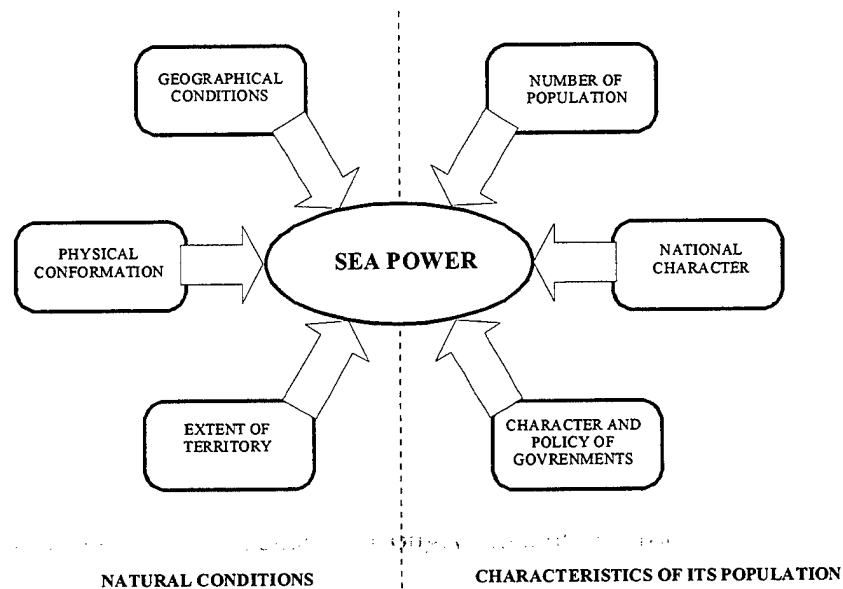 GEOGRAPHICAL
CONDITIONS
NUMBER OF
POPULATION
PHYSICAL
CONFORMATION
SEA POWER
NATIONAL
CHARACTER
EXTENT OF
TERRITORY
CHARACTER AND
POLICY OF
GOVRENMENTS
NATURAL CONDITIONS
CHARACTERISTICS OF ITS POPULATION